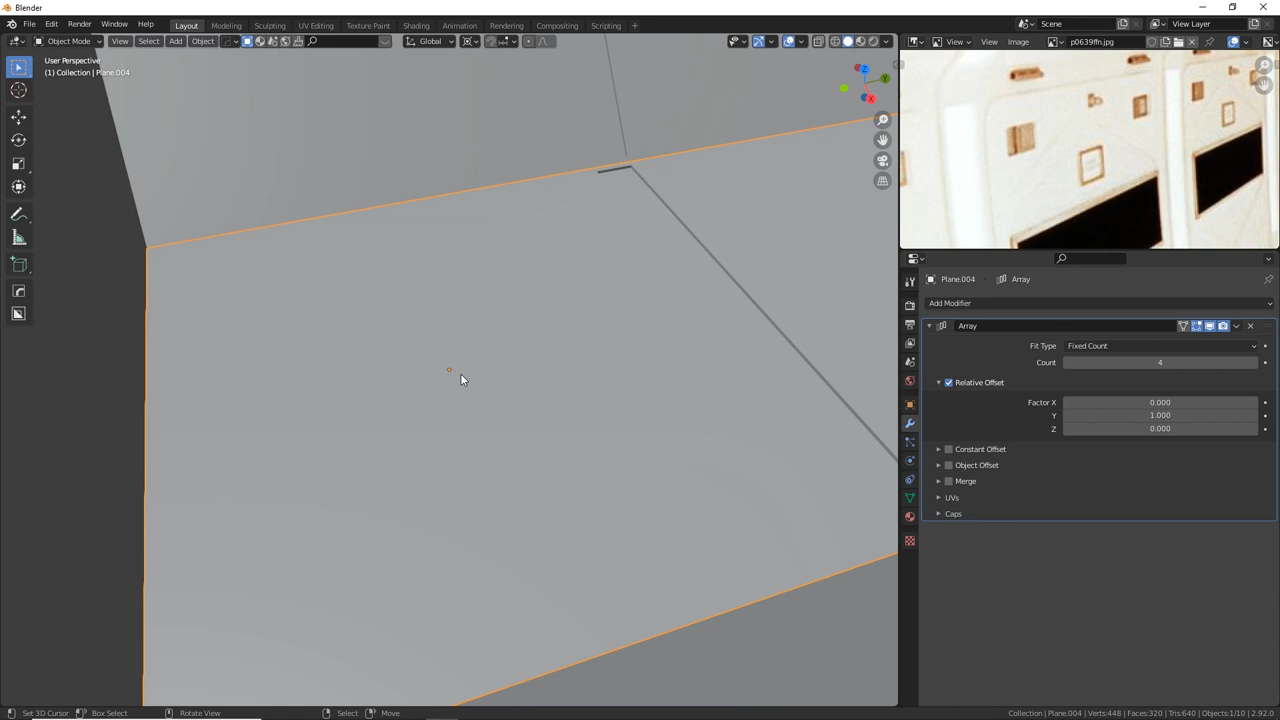 Blender
File Edit Render Window Help Layout Modeling Sculpting UV Editing Texture Paint Shading Animation Rendering Compositing Scripting + Scene View Layer
Object Mode View Select Add Object Global View View Image p0639ffn.jpg
User Perspective
(1) Collection | Plane.004
Z
Y
X
Plane.004 Array
Add Modifier
Array
Fit Type Fixed Count
Count 4
Relative Offset
Factor X 0.000
Y 1.000
Z 0.000
Constant Offset
Object Offset
Merge
UVs
Caps
Set 3D Cursor Box Select Rotate View Select Move Collection | Plane.004 | Verts:448 | Faces:320 | Tris:640 | Objects:1/10 | 2.92.0